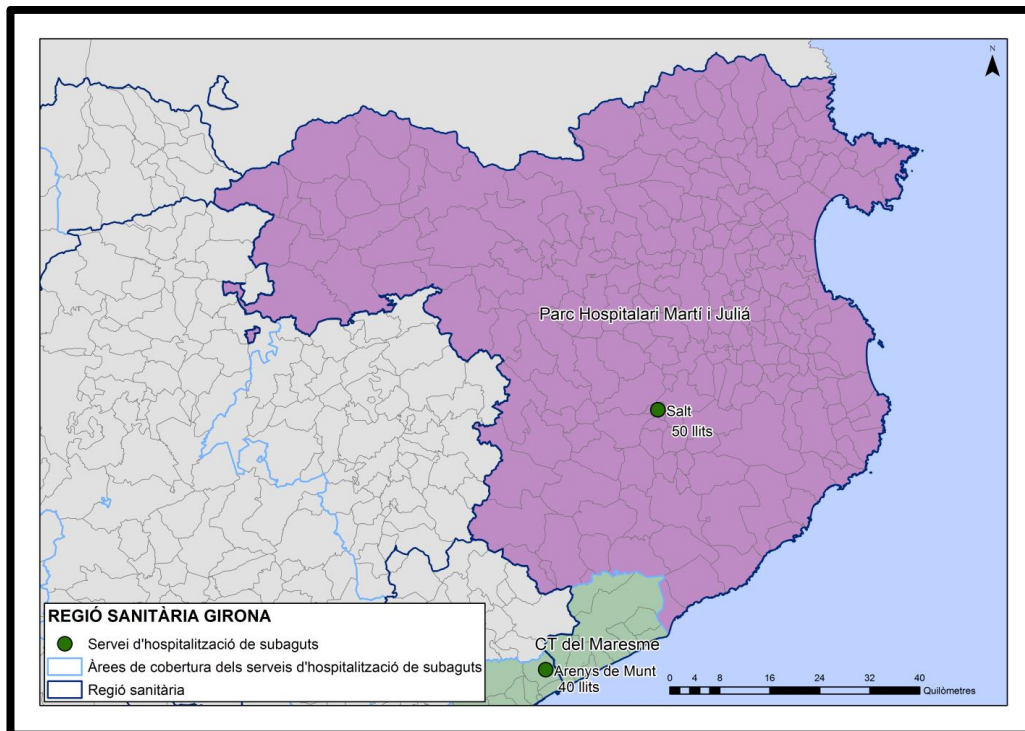 N
Parc Hospitalari Martí i Juliá
Salt
50 llits
CT del Maresme
Arenys de Munt
40 llits
REGIÓ SANITÀRIA GIRONA
Servei d'hospitalització de subaguts
Àrees de cobertura dels serveis d'hospitalització de subaguts
Regió sanitària
0 4 8 16 24 32 40
Quilòmetres